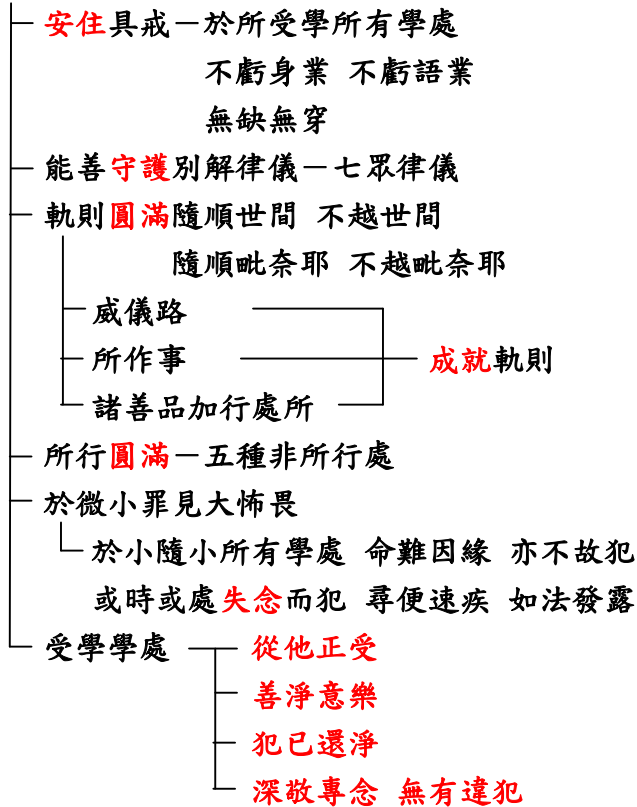 安住具戒－於所受學所有學處
不虧身業 不虧語業
無缺無穿
能善守護別解律儀－七眾律儀
軌則圓滿隨順世間 不越世間
隨順毗奈耶 不越毗奈耶
威儀路
所作事
成就軌則
諸善品加行處所
所行圓滿－五種非所行處
於微小罪見大怖畏
於小隨小所有學處 命難因緣 亦不故犯
或時或處失念而犯 尋便速疾 如法發露
受學學處
從他正受
善淨意樂
犯已還淨
深敬專念 無有違犯